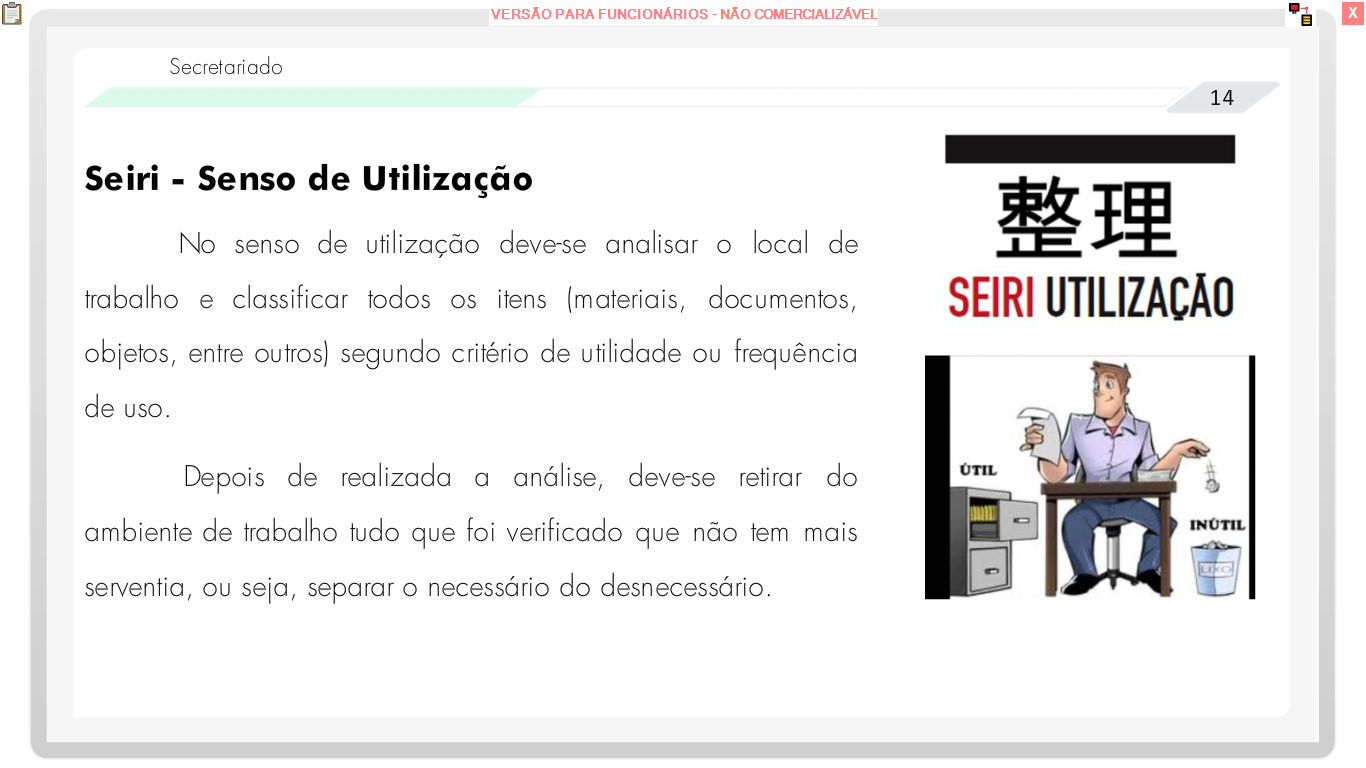 VERSÃO PARA FUNCIONÁRIOS - NÃO COMERCIALIZÁVEL
X
Secretariado
14
Seiri - Senso de Utilização
No senso de utilização deve-se analisar o local de
trabalho e classificar todos os itens (materiais, documentos,
objetos, entre outros) segundo critério de utilidade ou frequência
de uso.
Depois de realizada a análise, deve-se retirar do
ambiente de trabalho tudo que foi verificado que não tem mais
serventia, ou seja, separar o necessário do desnecessário.
整理
SEIRI UTILIZAÇÃO
ÚTIL
INÚTIL
LIXO